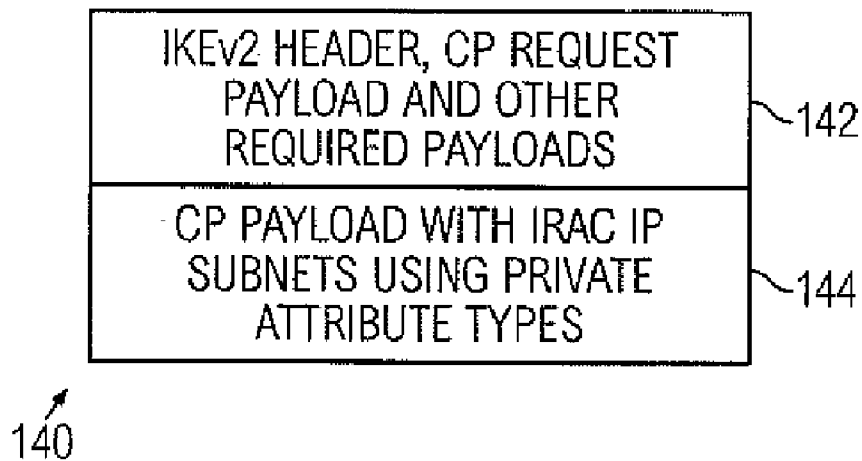 IKEv2 HEADER, CP REQUEST
PAYLOAD AND OTHER
REQUIRED PAYLOADS
142
CP PAYLOAD WITH IRAC IP
SUBNETS USING PRIVATE
ATTRIBUTE TYPES
144
140